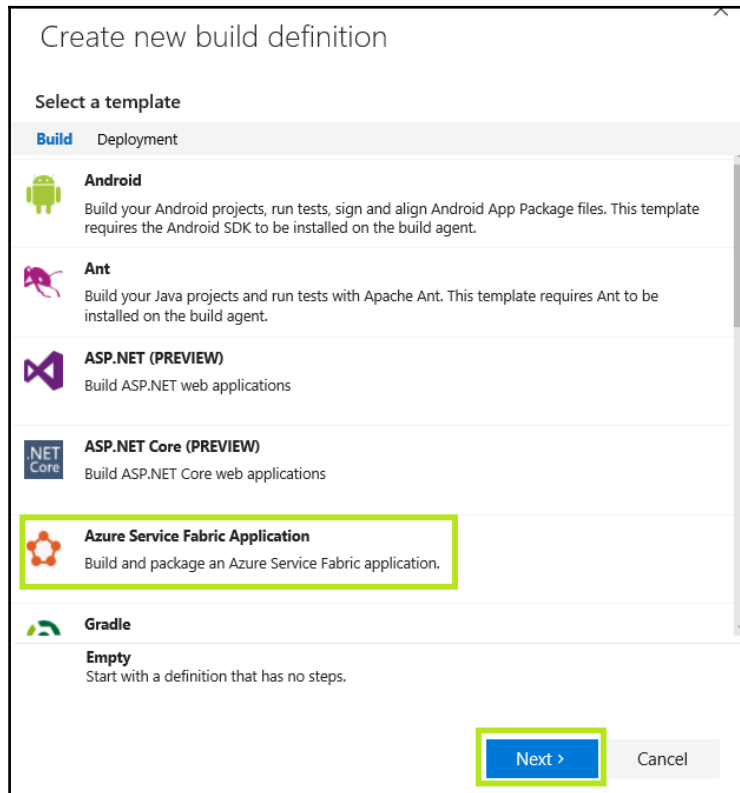 Create new build definition
Select a template
Build Deployment
Android
Build your Android projects, run tests, sign and align Android App Package files. This template
requires the Android SDK to be installed on the build agent.
Ant
Build your Java projects and run tests with Apache Ant. This template requires Ant to be
installed on the build agent.
ASP.NET (PREVIEW)
Build ASP.NET web applications
.NET
Core
ASP.NET Core (PREVIEW)
Build ASP.NET Core web applications
Azure Service Fabric Application
Build and package an Azure Service Fabric application.
Gradle
Empty
Start with a definition that has no steps.
Next >
Cancel